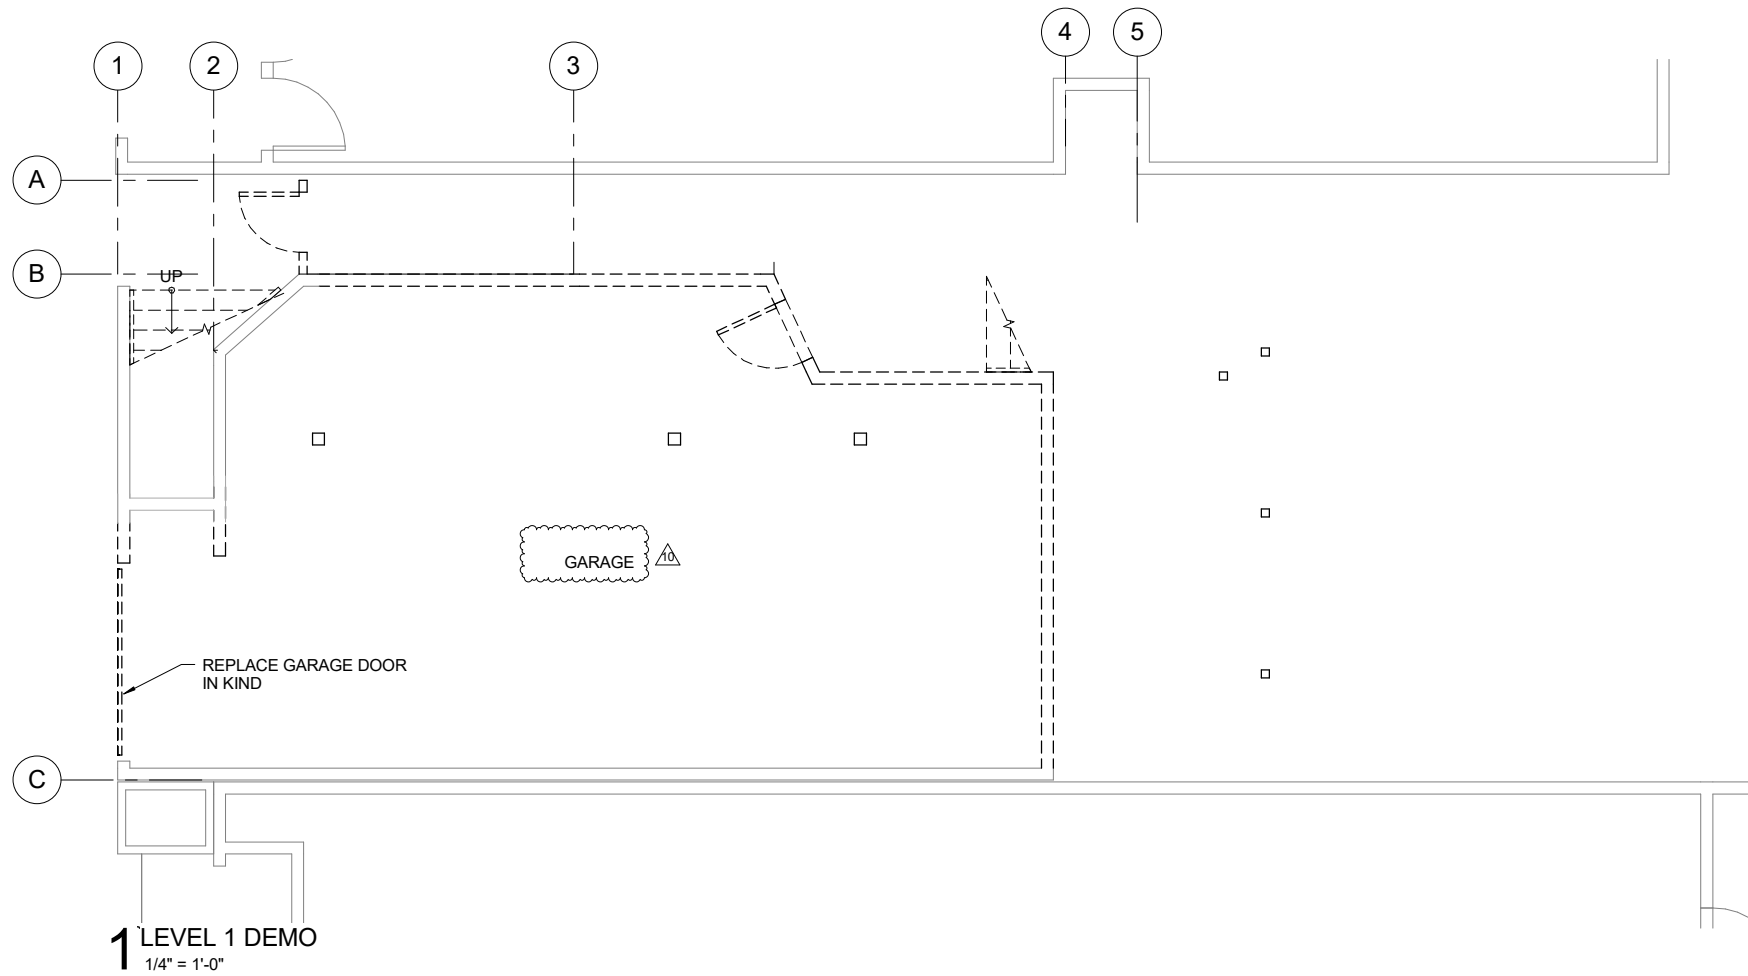 1
2
3
4
5
A
B
UP
C
GARAGE
10
REPLACE GARAGE DOOR
IN KIND
1
LEVEL 1 DEMO
1/4" = 1'-0"